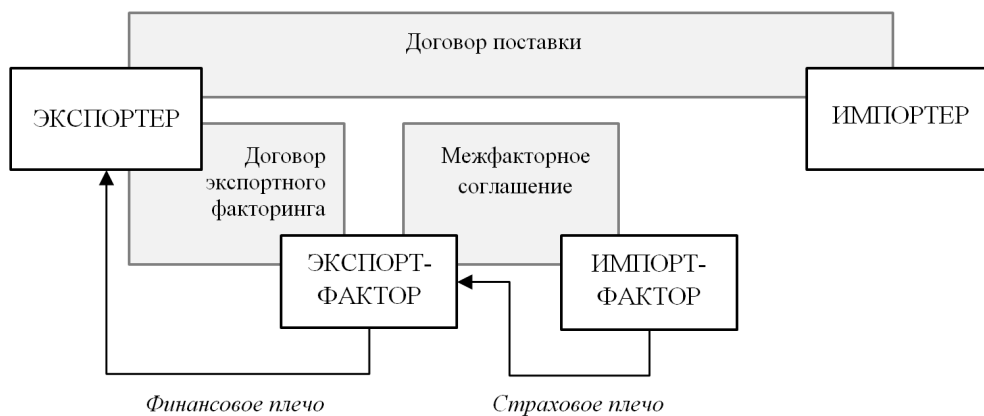 Договор поставки
ЭКСПОРТЕР
ИМПОРТЕР
Договор
экспортного
факторинга
Межфакторное
соглашение
ЭКСПОРТ-
ФАКТОР
ИМПОРТ-
ФАКТОР
Финансовое плечо
Страховое плечо